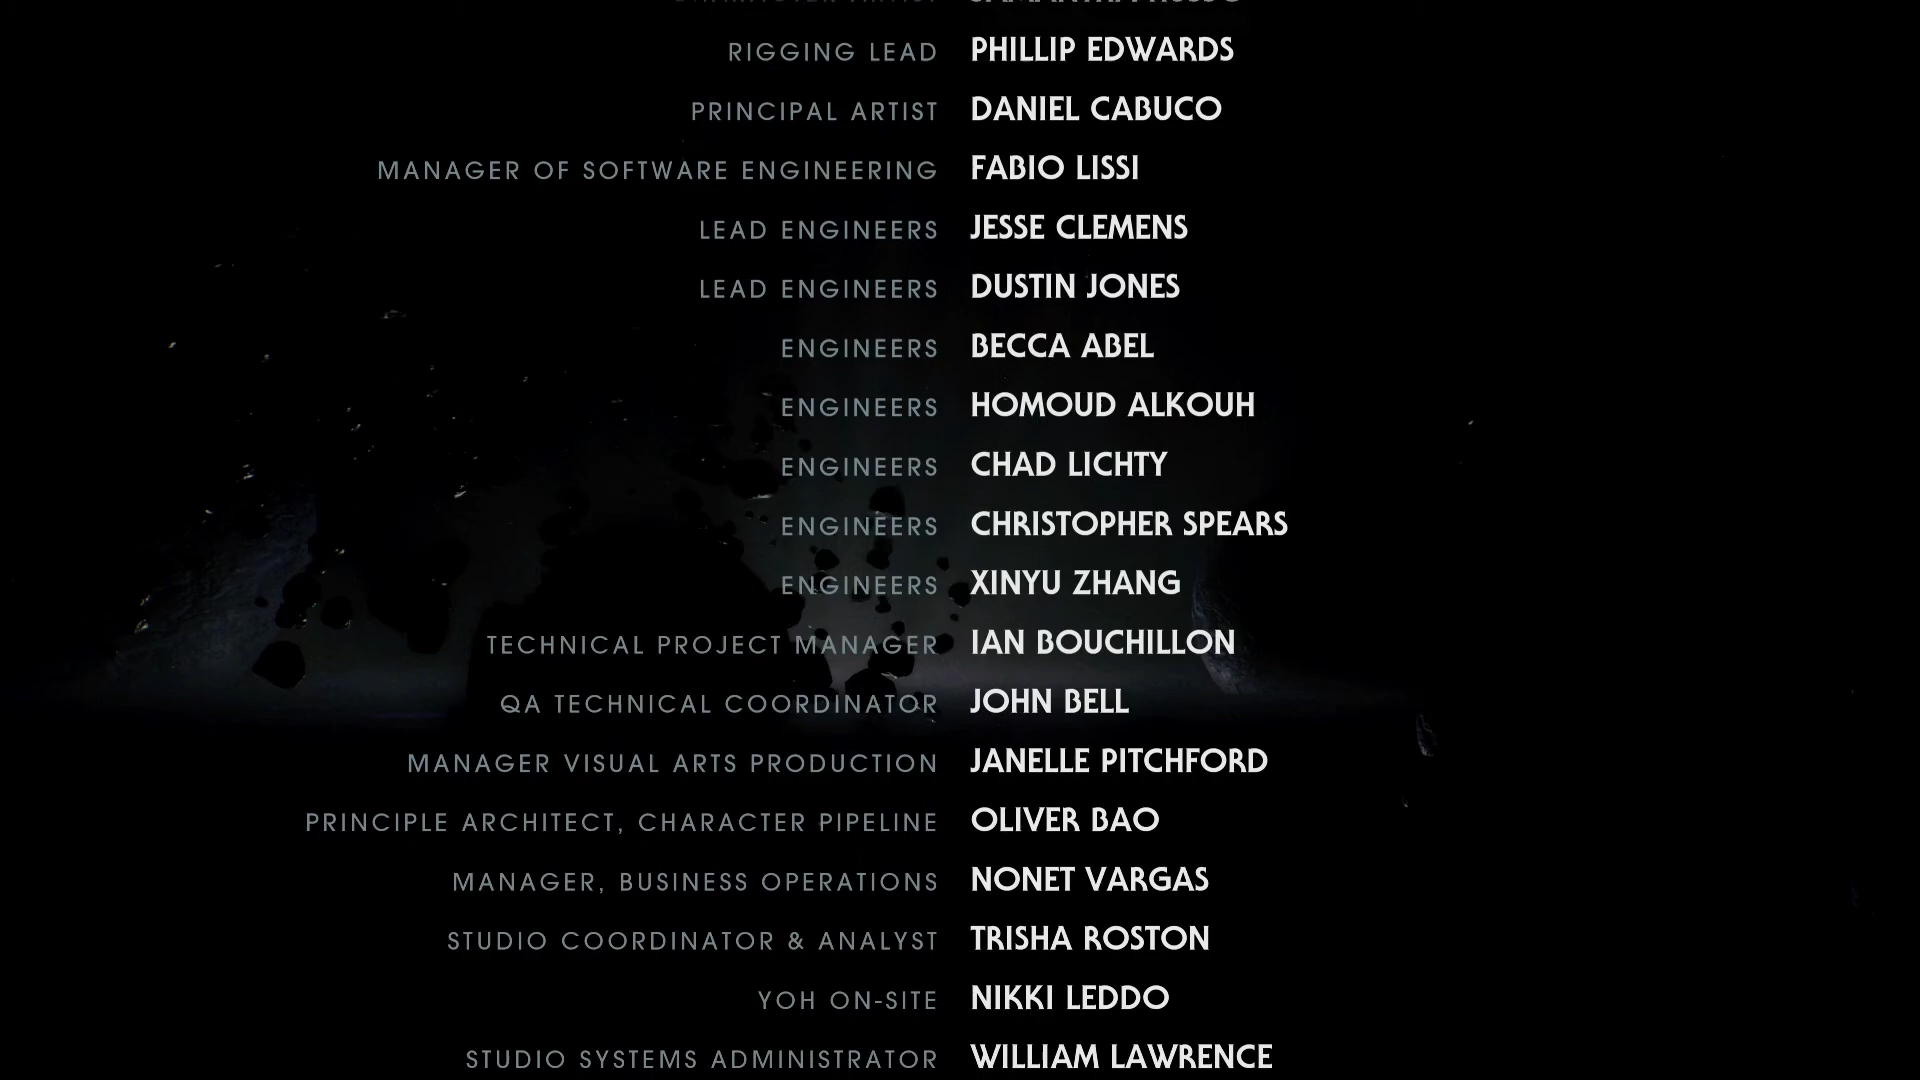 RIGGING LEAD PHILLIP EDWARDS
PRINCIPAL ARTIST DANIEL CABUCO
MANAGER OF SOFTWARE ENGINEERING FABIO LISSI
LEAD ENGINEERS JESSE CLEMENS
LEAD ENGINEERS DUSTIN JONES
ENGINEERS BECCA ABEL
ENGINEERS HOMOUD ALKOUH
ENGINEERS CHAD LICHTY
ENGINEERS CHRISTOPHER SPEARS
ENGINEERS XINYU ZHANG
TECHNICAL PROJECT MANAGER IAN BOUCHILLON
QA TECHNICAL COORDINATOR JOHN BELL
MANAGER VISUAL ARTS PRODUCTION JANELLE PITCHFORD
PRINCIPLE ARCHITECT, CHARACTER PIPELINE OLIVER BAO
MANAGER, BUSINESS OPERATIONS NONET VARGAS
STUDIO COORDINATOR & ANALYST TRISHA ROSTON
YOH ON-SITE NIKKI LEDDO
STUDIO SYSTEMS ADMINISTRATOR WILLIAM LAWRENCE